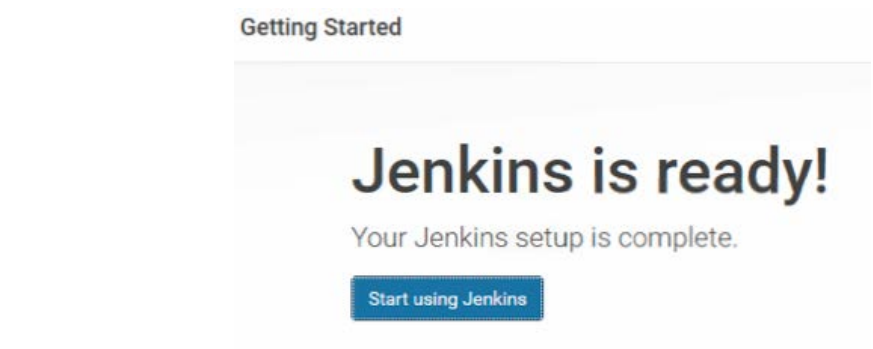 Getting Started
Jenkins is ready!
Your Jenkins setup is complete.
Start using Jenkins